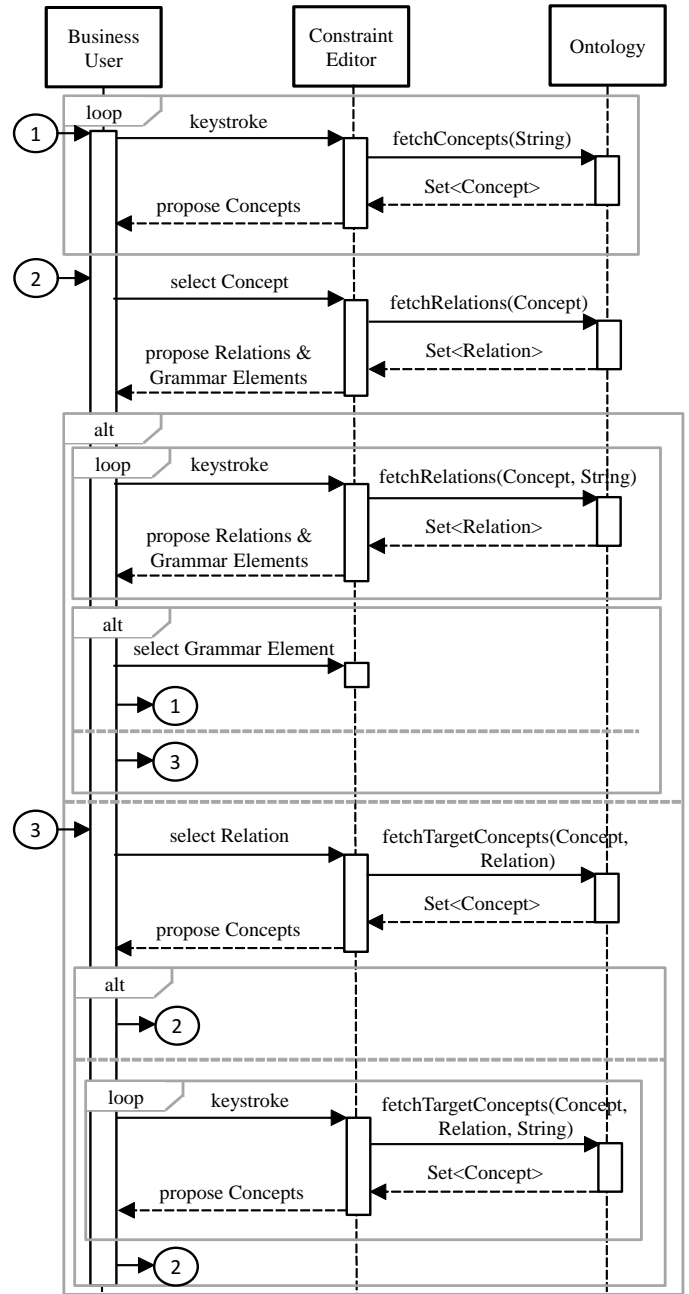 Business
User
Constraint
Editor
Ontology
loop
1
keystroke
fetchConcepts(String)
Set<Concept>
propose Concepts
2
select Concept
fetchRelations(Concept)
Set<Relation>
propose Relations &
Grammar Elements
alt
loop
keystroke
fetchRelations(Concept, String)
Set<Relation>
propose Relations &
Grammar Elements
alt
select Grammar Element
1
3
3
select Relation
fetchTargetConcepts(Concept,
Relation)
Set<Concept>
propose Concepts
alt
2
loop
keystroke
fetchTargetConcepts(Concept,
Relation, String)
Set<Concept>
propose Concepts
2